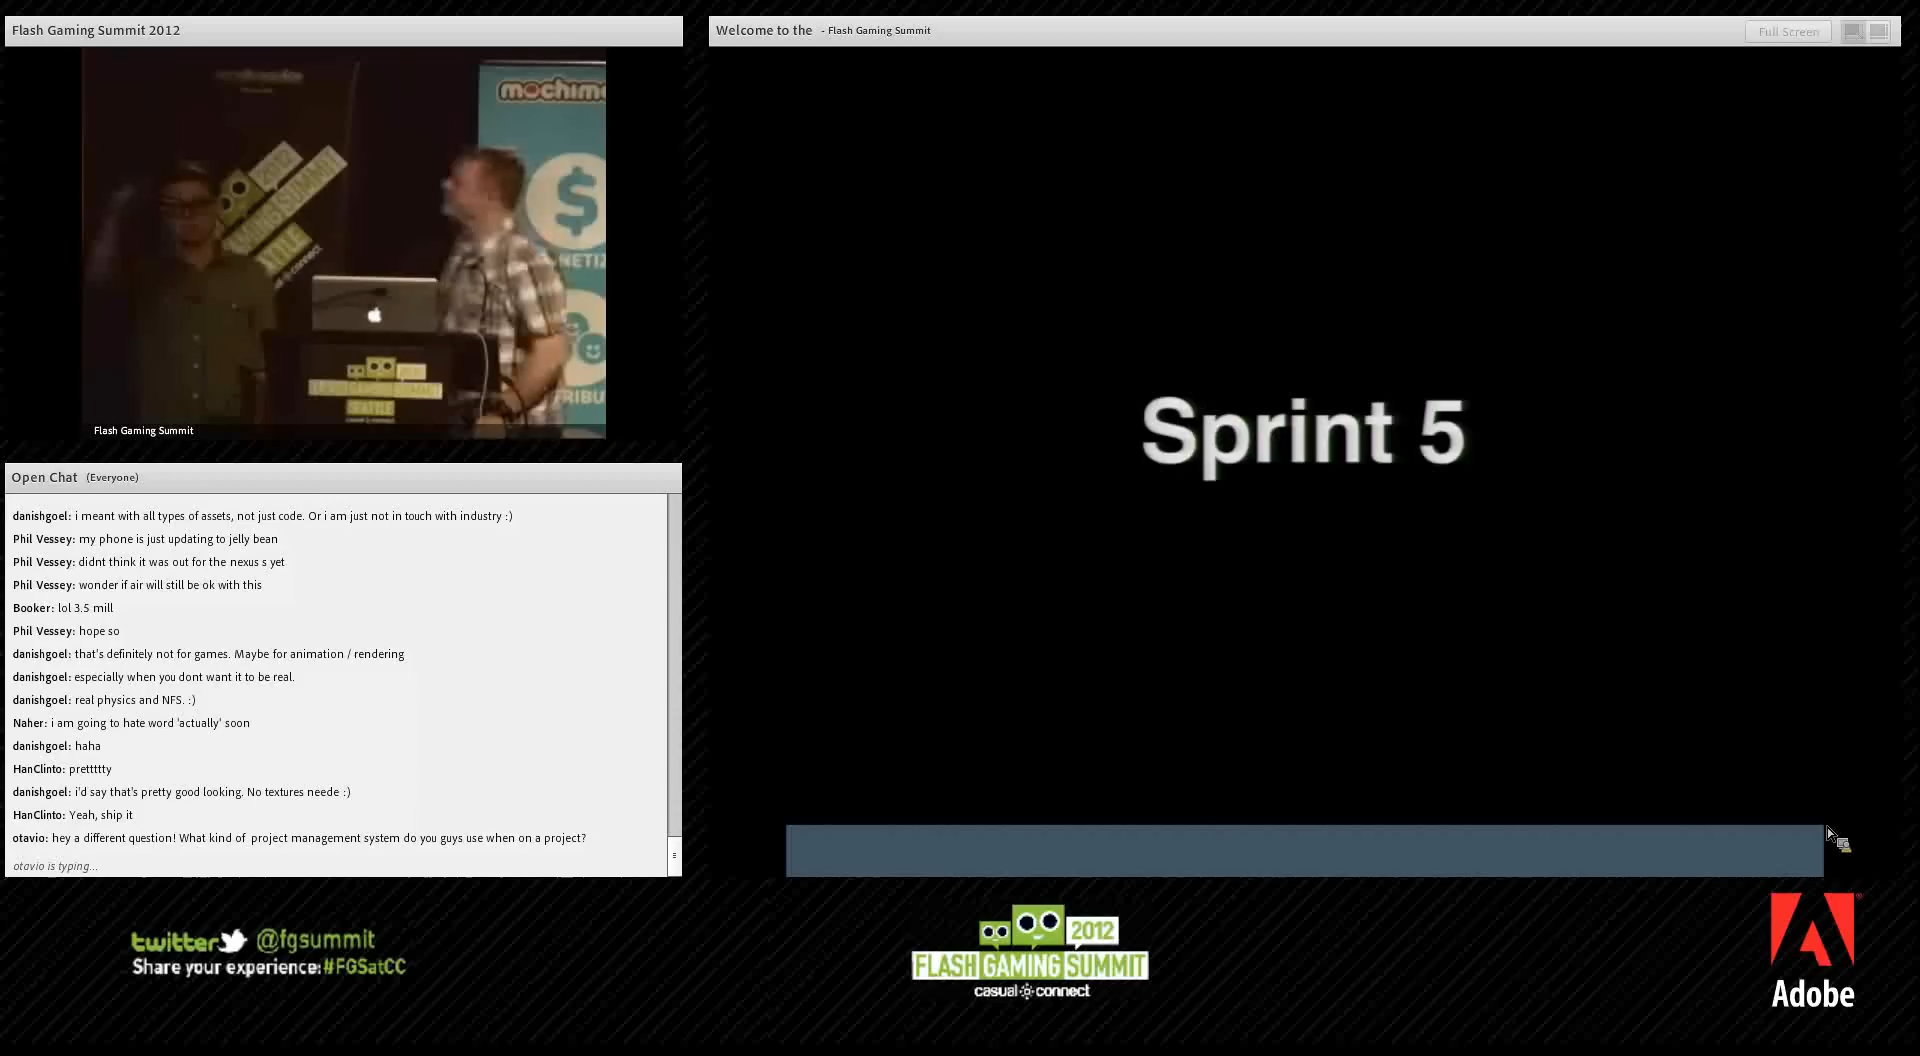 Flash Gaming Summit 2012
mochime
2012
$
NETIZ
TRIBU
FLASH GAMING SUMMIT
SEATTLE
Flash Gaming Summit
Open Chat (Everyone)
danishgoel: i meant with all types of assets, not just code. Or i am just not in touch with industry :)
Phil Vessey: my phone is just updating to jelly bean
Phil Vessey: didnt think it was out for the nexus s yet
Phil Vessey: wonder if air will still be ok with this
Booker: lol 3.5 mill
Phil Vessey: hope so
danishgoel: that's definitely not for games. Maybe for animation / rendering
danishgoel: especially when you dont want it to be real.
danishgoel: real physics and NFS. :)
Naher: i am going to hate word 'actually' soon
danishgoel: haha
HanClinto: prettttty
danishgoel: i'd say that's pretty good looking. No textures neede :)
HanClinto: Yeah, ship it
otavio: hey a different question! What kind of project management system do you guys use when on a project?
otavio is typing...
Welcome to the - Flash Gaming Summit
Full Screen
Sprint 5
twitter @fgsummit
Share your experience: #FGSatCC
2012
FLASH GAMING SUMMIT
casual connect
Adobe